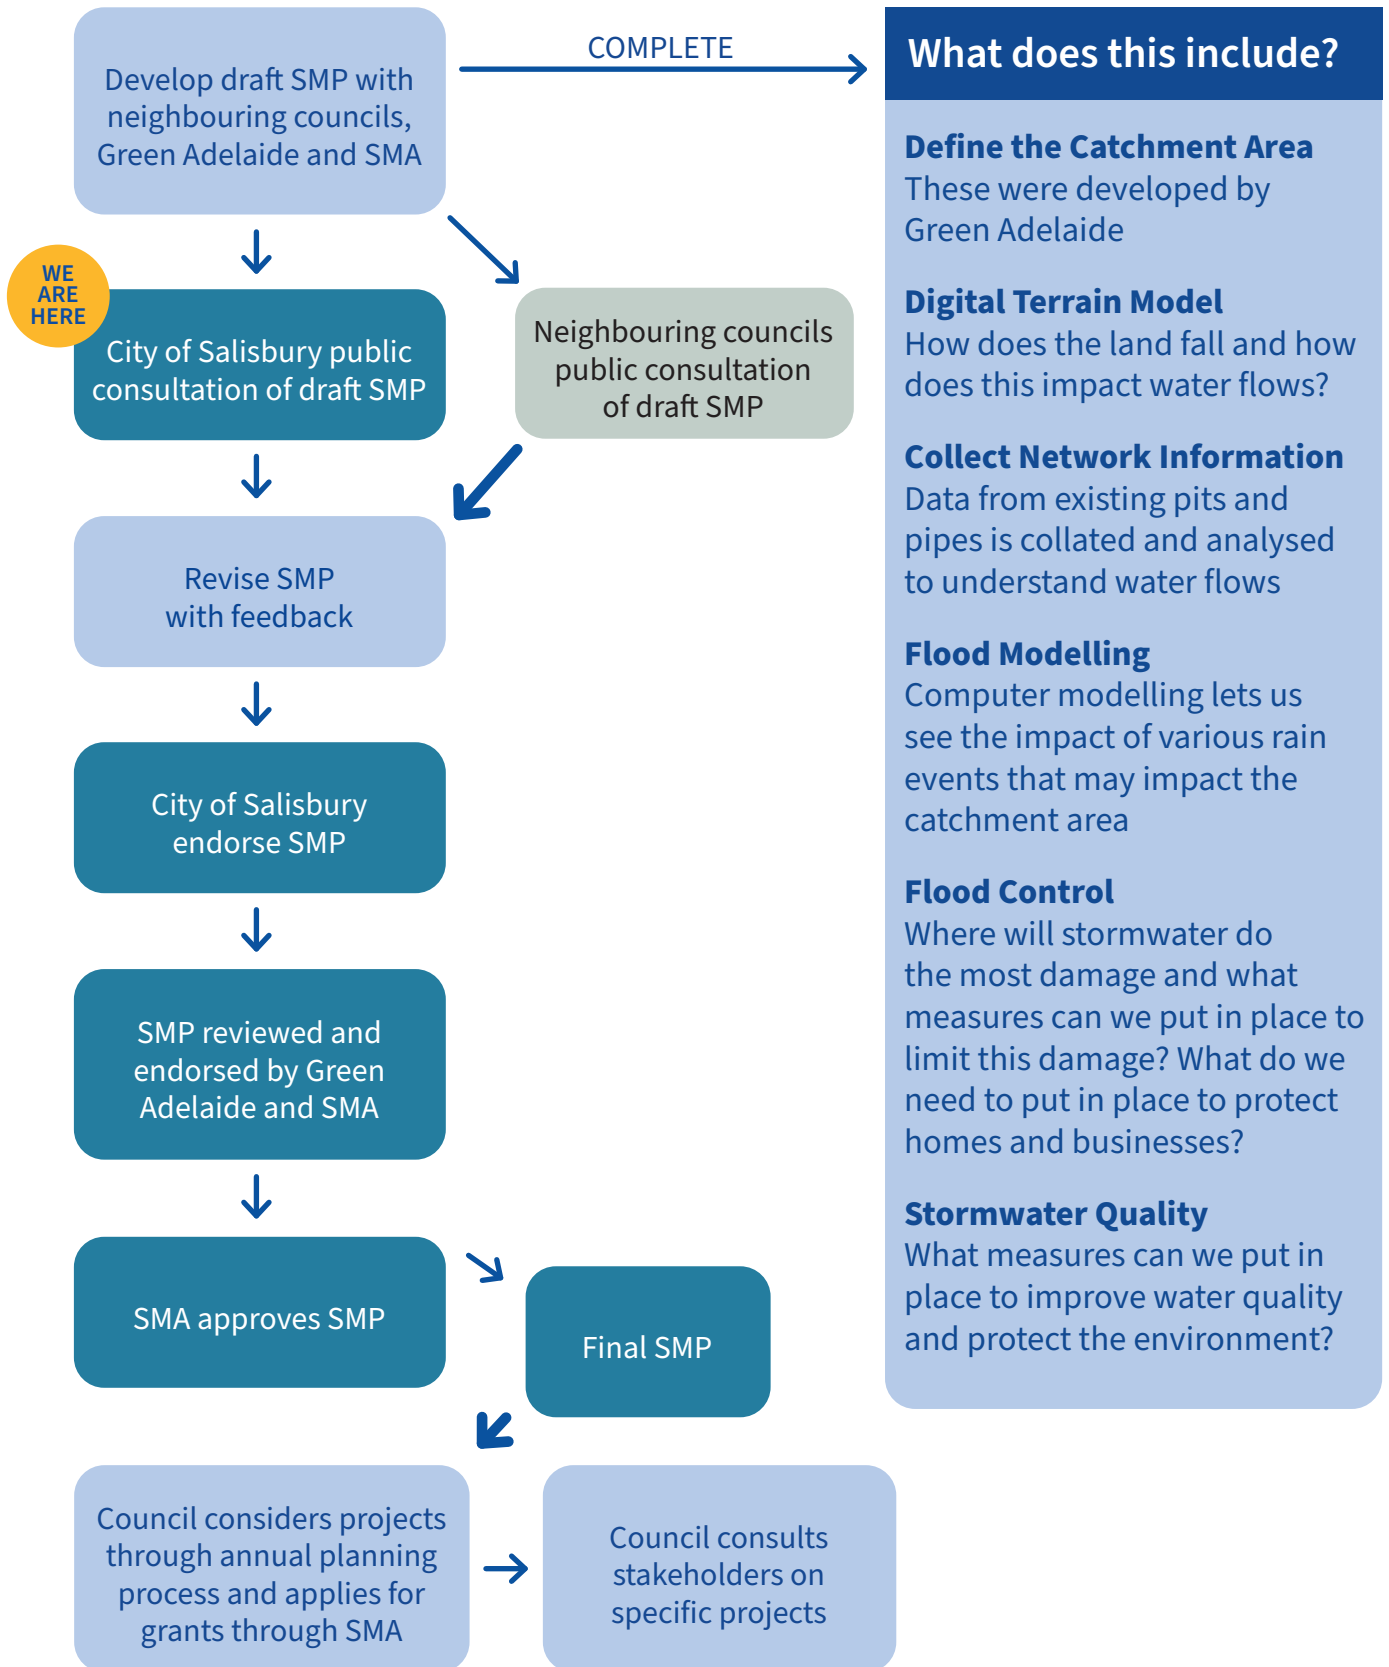 Develop draft SMP with
neighbouring councils,
Green Adelaide and SMA
COMPLETE
WE
ARE
HERE
City of Salisbury public
consultation of draft SMP
Neighbouring councils
public consultation
of draft SMP
Revise SMP
with feedback
City of Salisbury
endorse SMP
SMP reviewed and
endorsed by Green
Adelaide and SMA
SMA approves SMP
Final SMP
Council considers projects
through annual planning
process and applies for
grants through SMA
Council consults
stakeholders on
specific projects
What does this include?
Define the Catchment Area
These were developed by
Green Adelaide
Digital Terrain Model
How does the land fall and how
does this impact water flows?
Collect Network Information
Data from existing pits and
pipes is collated and analysed
to understand water flows
Flood Modelling
Computer modelling lets us
see the impact of various rain
events that may impact the
catchment area
Flood Control
Where will stormwater do
the most damage and what
measures can we put in place to
limit this damage? What do we
need to put in place to protect
homes and businesses?
Stormwater Quality
What measures can we put in
place to improve water quality
and protect the environment?